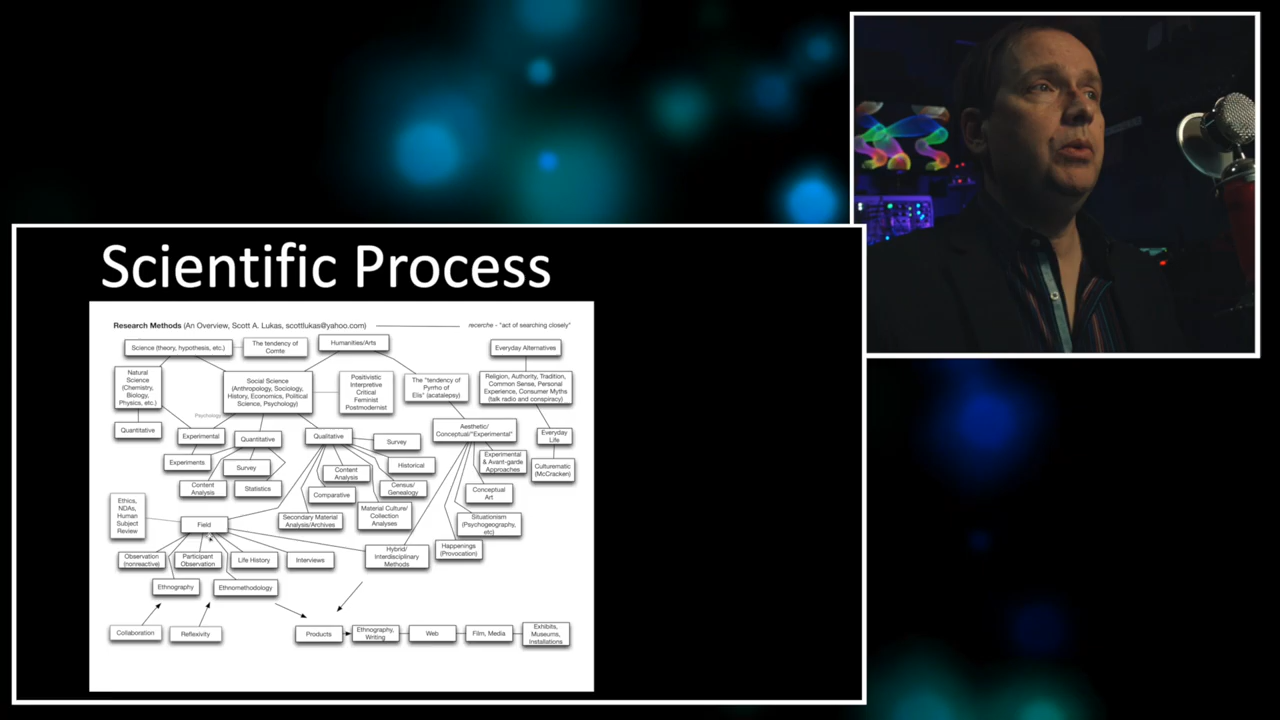 Scientific Process
Research Methods (An Overview, Scott A. Lukas, scottlukas@yahoo.com)
recerche - "act of searching closely"
Science (theory, hypothesis, etc.)
The tendency of
Comte
Humanities/Arts
Everyday Alternatives
Natural
Science
(Chemistry,
Biology,
Physics, etc.)
Social Science
(Anthropology, Sociology,
History, Economics, Political
Science, Psychology)
Positivistic
Interpretive
Critical
Feminist
Postmodernist
The "tendency of
Pyrrho of
Elis" (acatalepsy)
Religion, Authority, Tradition,
Common Sense, Personal
Experience, Consumer Myths
(talk radio and conspiracy)
Psychology
Quantitative
Experimental
Quantitative
Qualitative
Survey
Aesthetic/
Conceptual/"Experimental"
Everyday
Life
Experiments
Survey
Content
Analysis
Historical
Experimental
& Avant-garde
Approaches
Culturematic
(McCracken)
Content
Analysis
Statistics
Comparative
Census/
Genealogy
Conceptual
Art
Ethics,
NDAs,
Human
Subject
Review
Field
Secondary Material
Analysis/Archives
Material Culture/
Collection
Analyses
Situationism
(Psychogeography,
etc)
Observation
(nonreactive)
Participant
Observation
Life History
Interviews
Hybrid/
Interdisciplinary
Methods
Happenings
(Provocation)
Ethnography
Ethnomethodology
Collaboration
Reflexivity
Products
Ethnography,
Writing
Web
Film, Media
Exhibits,
Museums,
Installations